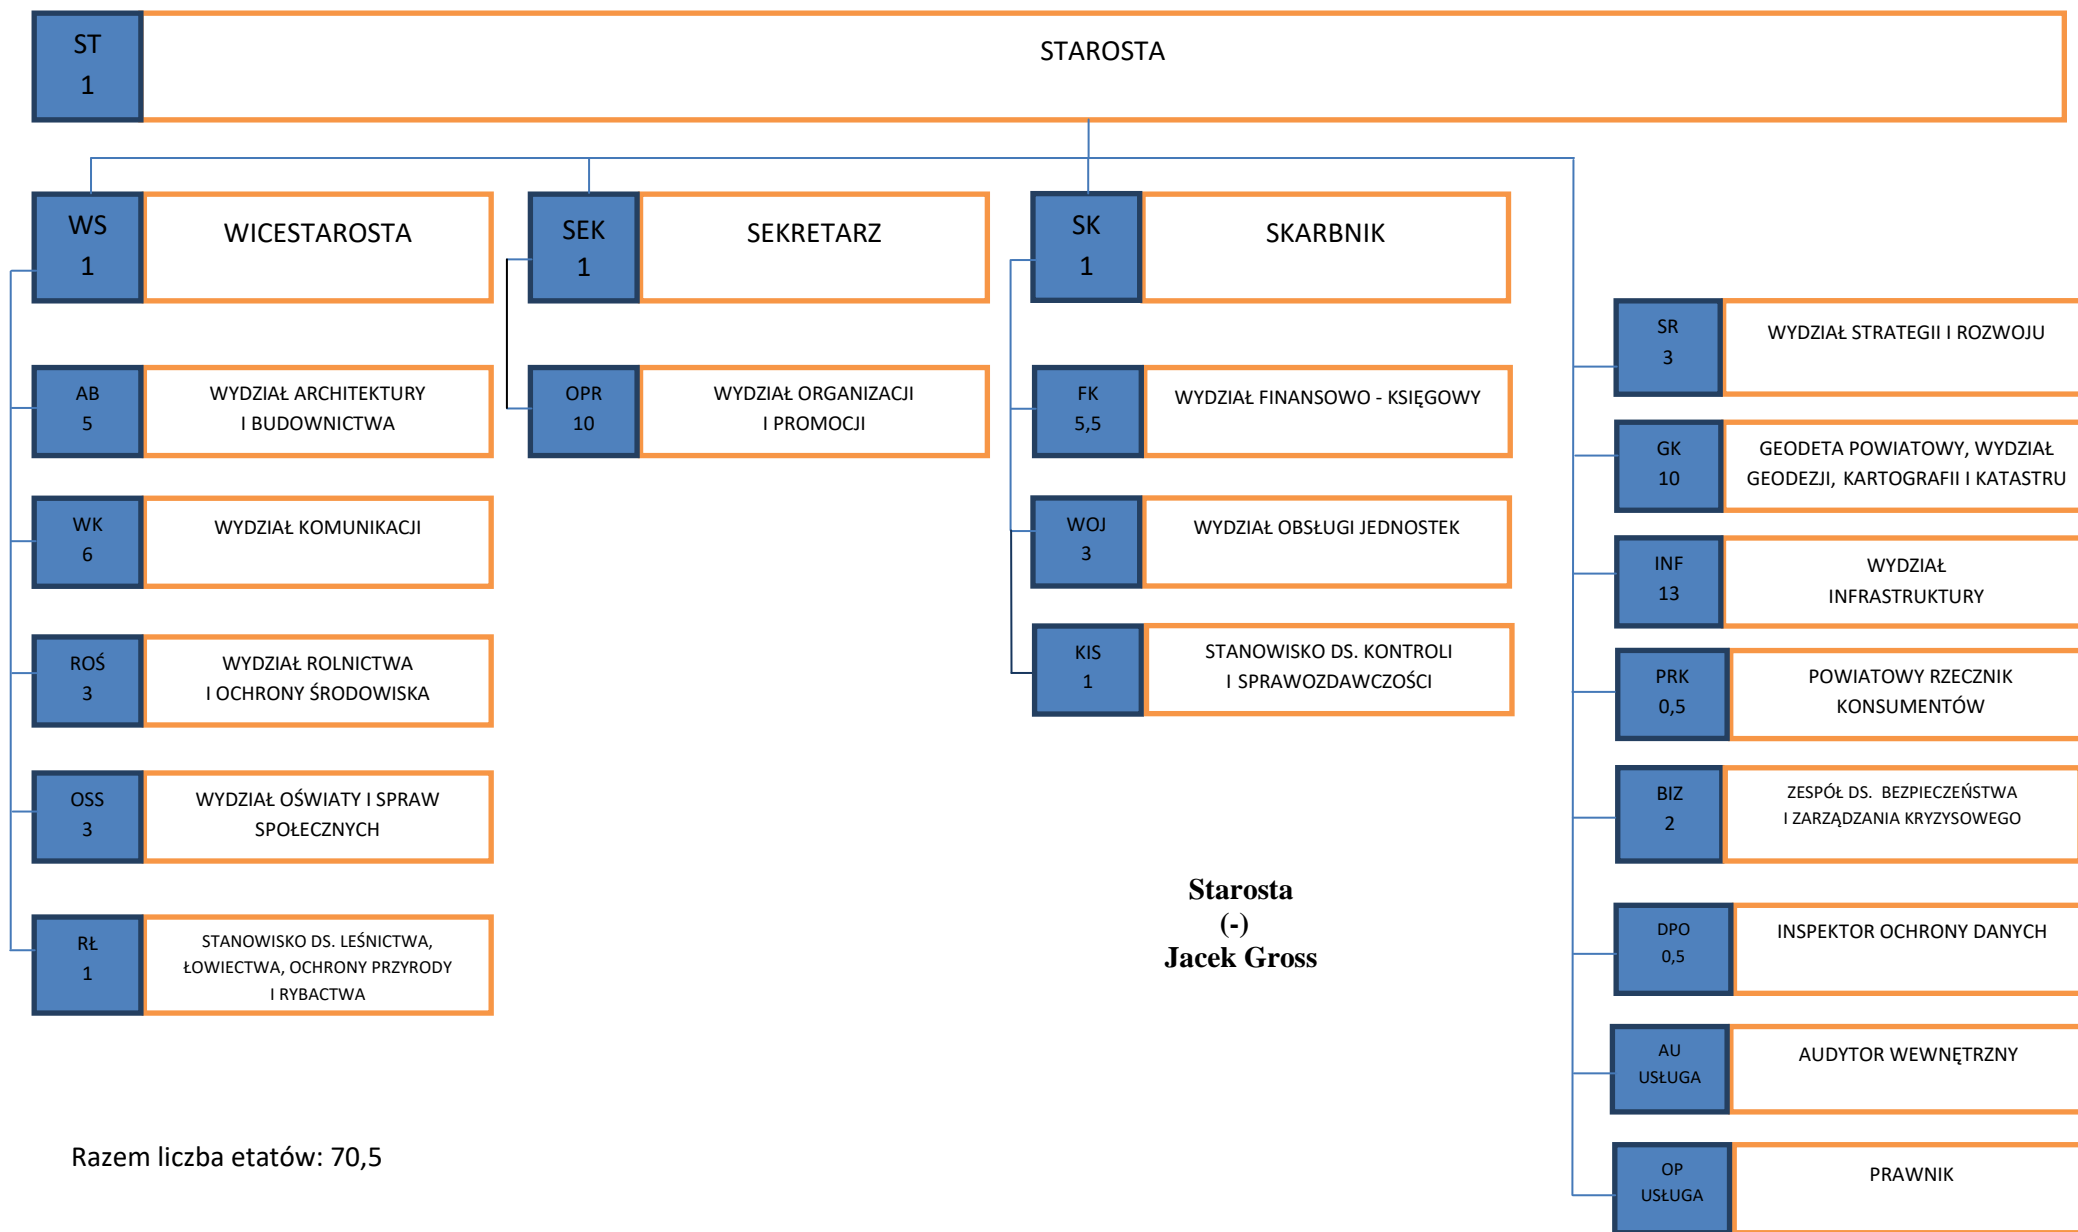 ST
1
STAROSTA
WS
1
WICESTAROSTA
SEK
1
SEKRETARZ
SK
1
SKARBNIK
AB
5
WYDZIAŁ ARCHITEKTURY
I BUDOWNICTWA
WK
6
WYDZIAŁ KOMUNIKACJI
ROŚ
3
WYDZIAŁ ROLNICTWA
I OCHRONY ŚRODOWISKA
OSS
3
WYDZIAŁ OŚWIATY I SPRAW
SPOŁECZNYCH
RŁ
1
STANOWISKO DS. LEŚNICTWA,
ŁOWIECTWA, OCHRONY PRZYRODY
I RYBACTWA
OPR
10
WYDZIAŁ ORGANIZACJI
I PROMOCJI
FK
5,5
WYDZIAŁ FINANSOWO - KSIĘGOWY
WOJ
3
WYDZIAŁ OBSŁUGI JEDNOSTEK
KIS
1
STANOWISKO DS. KONTROLI
I SPRAWOZDAWCZOŚCI
SR
3
WYDZIAŁ STRATEGII I ROZWOJU
GK
10
GEODETA POWIATOWY, WYDZIAŁ
GEODEZJI, KARTOGRAFII I KATASTRU
INF
13
WYDZIAŁ
INFRASTRUKTURY
PRK
0,5
POWIATOWY RZECZNIK
KONSUMENTÓW
BIZ
2
ZESPÓŁ DS. BEZPIECZEŃSTWA
I ZARZĄDZANIA KRYZYSOWEGO
DPO
0,5
INSPEKTOR OCHRONY DANYCH
AU
USŁUGA
AUDYTOR WEWNĘTRZNY
OP
USŁUGA
PRAWNIK
Starosta
(-)
Jacek Gross
Razem liczba etatów: 70,5